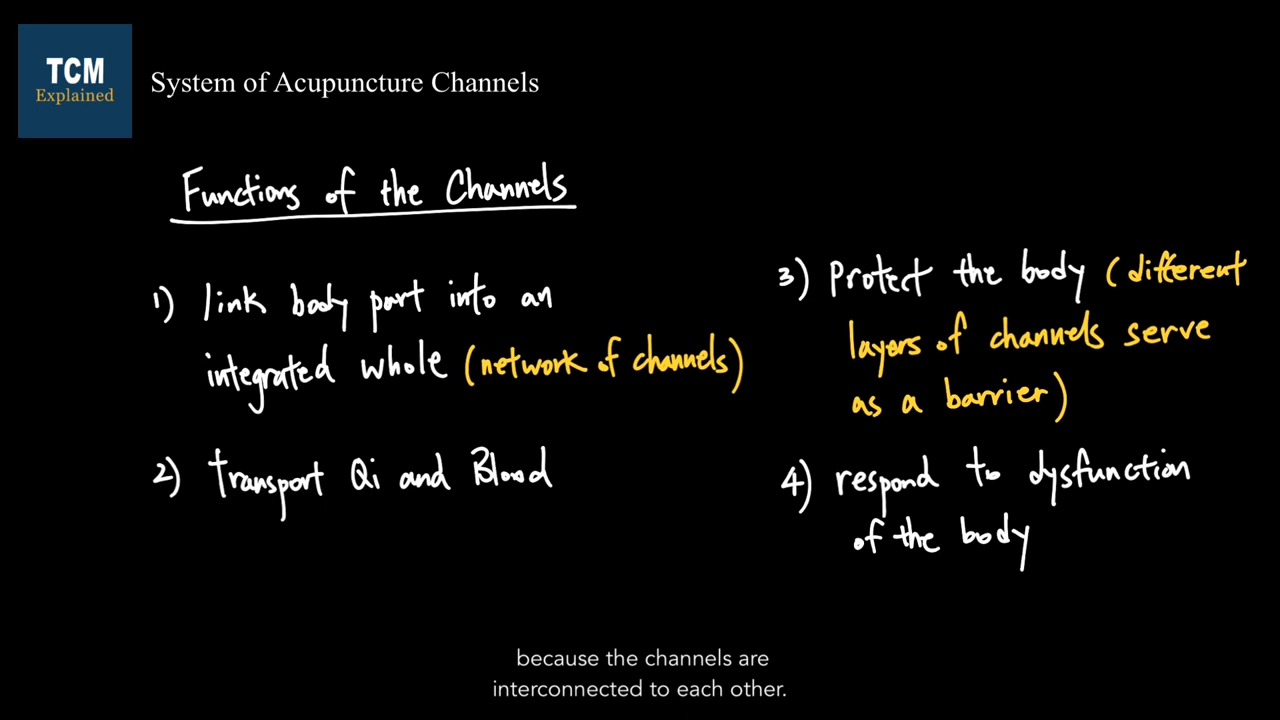 TCM
Explained
System of Acupuncture Channels
Functions of the Channels
1) link body part into an
integrated whole (network of channels)
2) transport Qi and Blood
3) Protect the body (different
layers of channels serve
as a barrier)
4) respond to dysfunction
of the body
because the channels are
interconnected to each other.